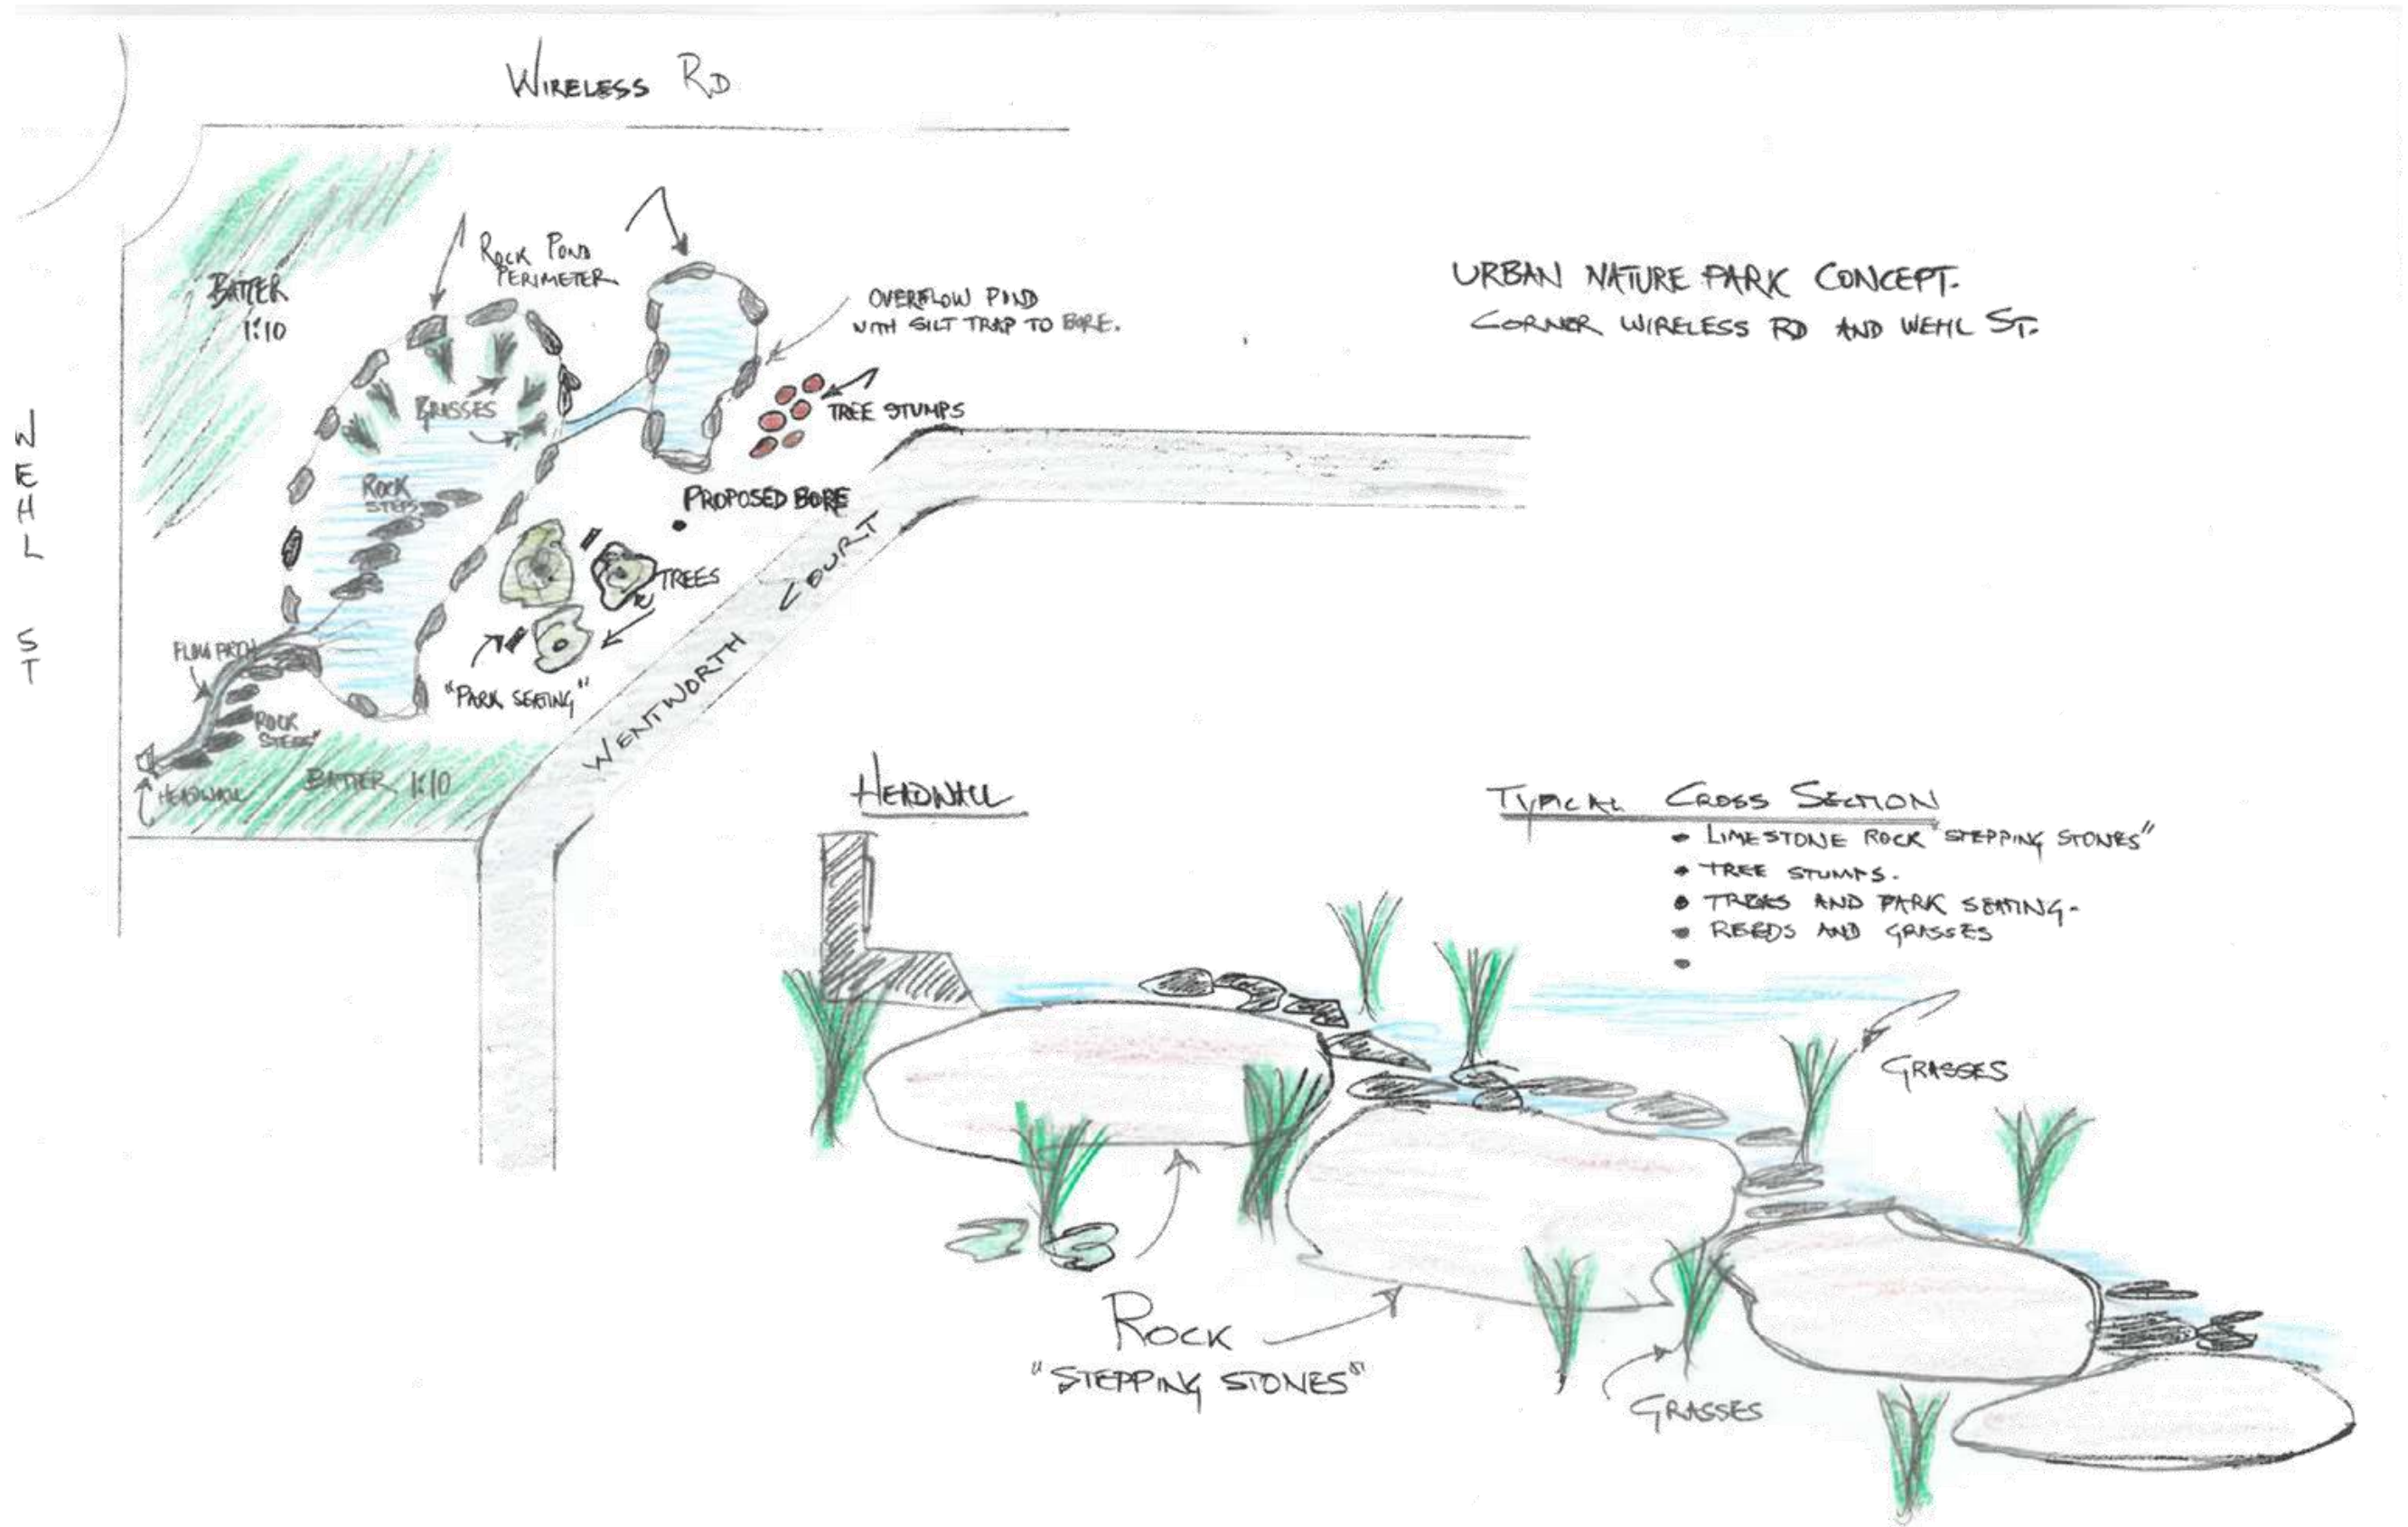 WIRELESS RD
URBAN NATURE PARK CONCEPT.
CORNER WIRELESS RD AND WEHL ST.
ROCK POND
PERIMETER
BATTER
1:10
OVERFLOW POND
WITH SILT TRAP TO BORE.
GRASSES
TREE STUMPS
WEHL ST
ROCK
STEPS
PROPOSED BORE
TREES
FLOW PATH
"PARK SEATING"
ROCK
STEPS"
WENTWORTH COURT
HEADWALL
BATTER 1:10
HEADWALL
TYPICAL CROSS SECTION
• LIMESTONE ROCK "STEPPING STONES"
• TREE STUMPS.
• TREES AND PARK SEATING.
• REEDS AND GRASSES
•
GRASSES
ROCK
"STEPPING STONES"
GRASSES